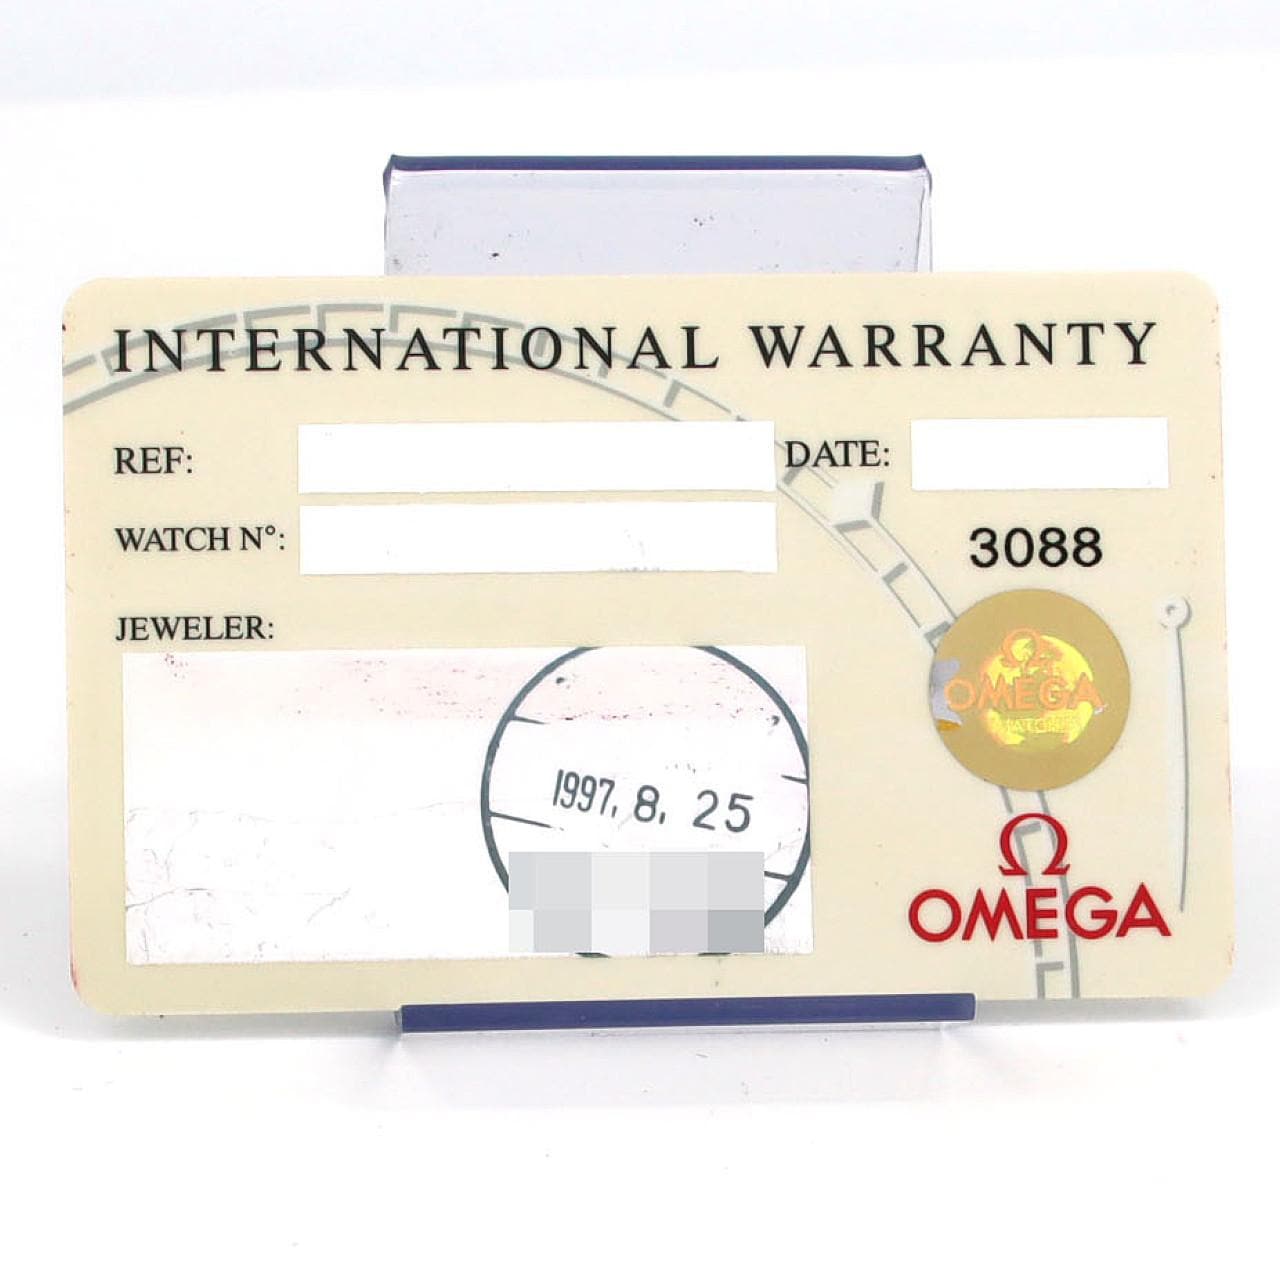 INTERNATIONAL WARRANTY
REF:
DATE:
WATCH N°:
3088
JEWELER:
OMEGA
1997. 8. 25
Ω
OMEGA